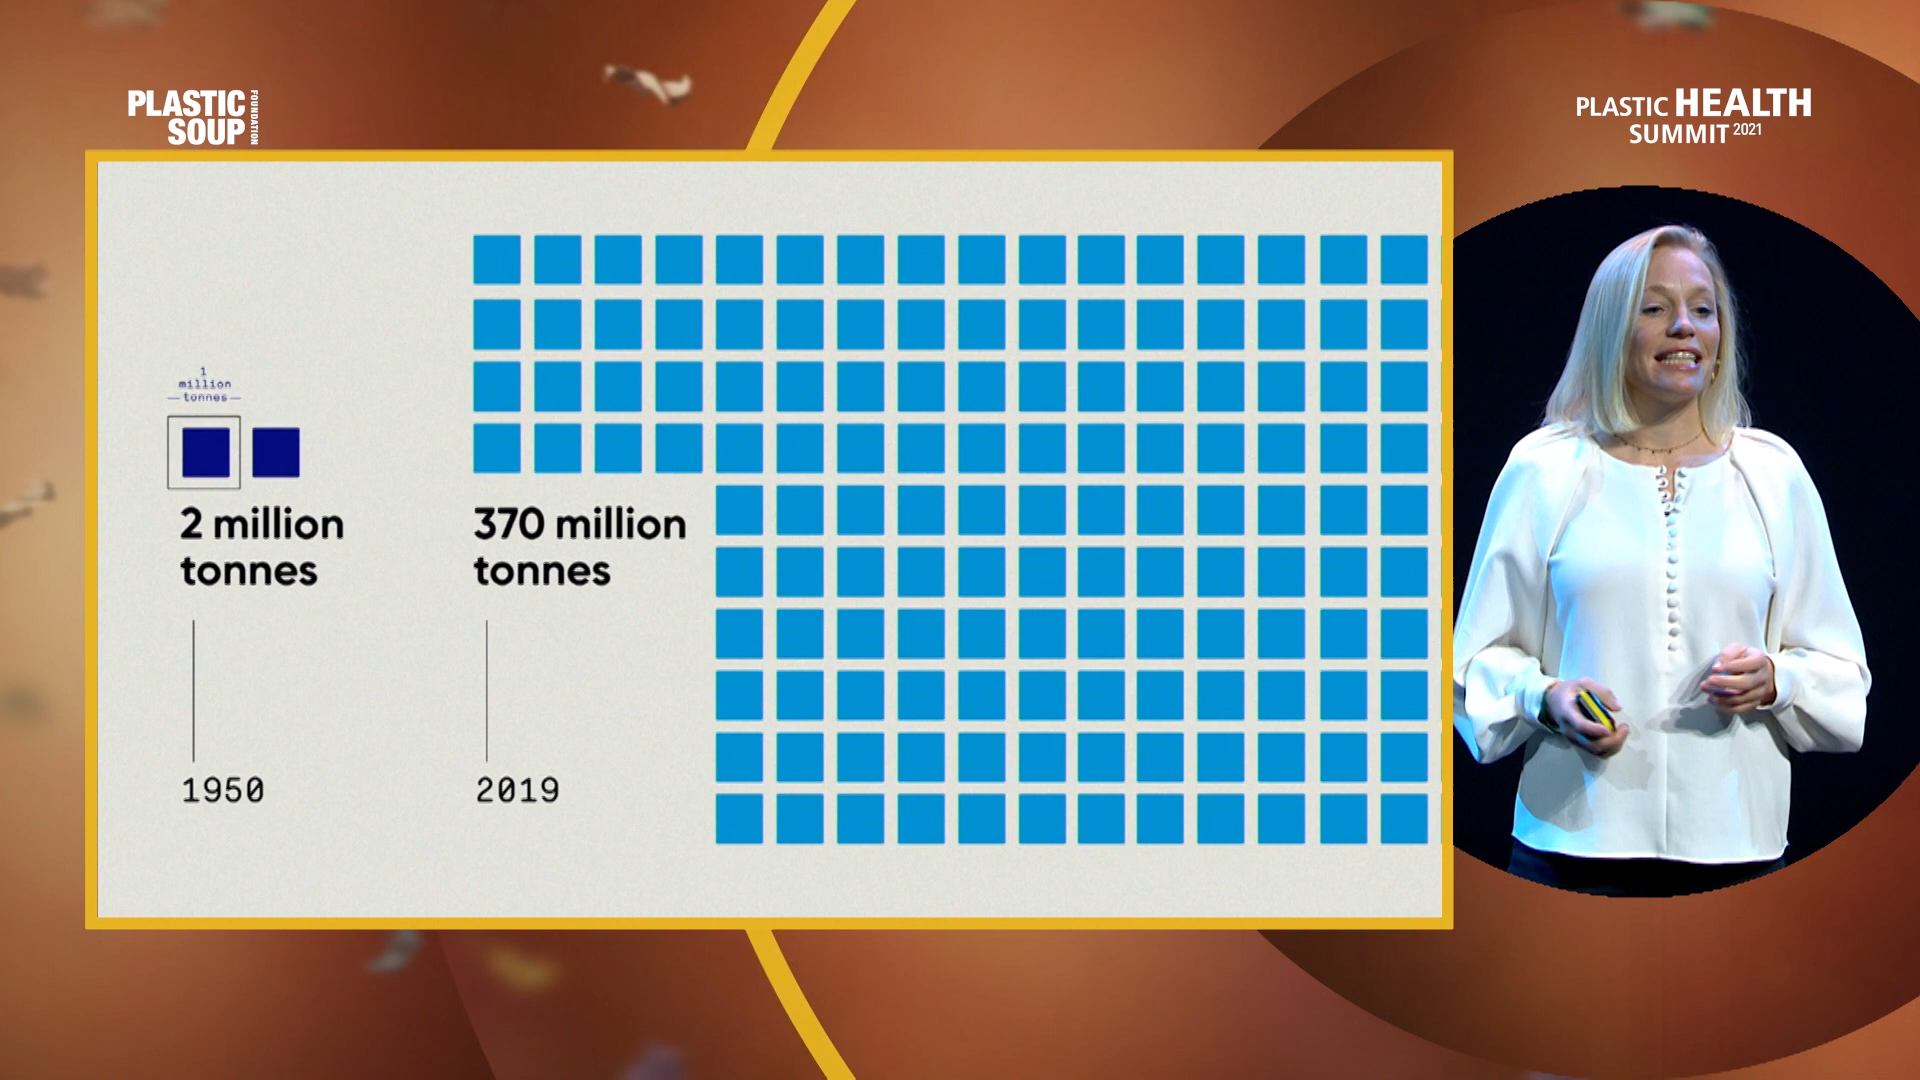 PLASTIC
SOUP
FOUNDATION
PLASTIC HEALTH
SUMMIT 2021
1
million
tonnes
2 million
tonnes
370 million
tonnes
1950
2019